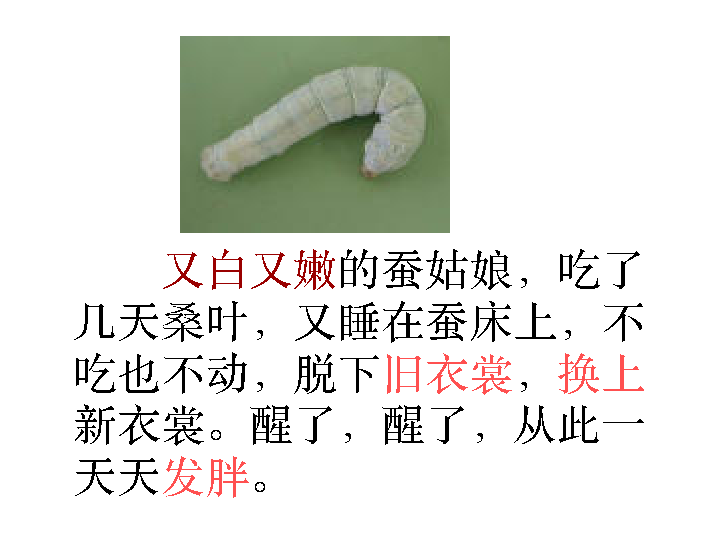 又白又嫩的蚕姑娘，吃了
几天桑叶，又睡在蚕床上，不
吃也不动，脱下旧衣裳，换上
新衣裳。醒了，醒了，从此一
天天发胖。